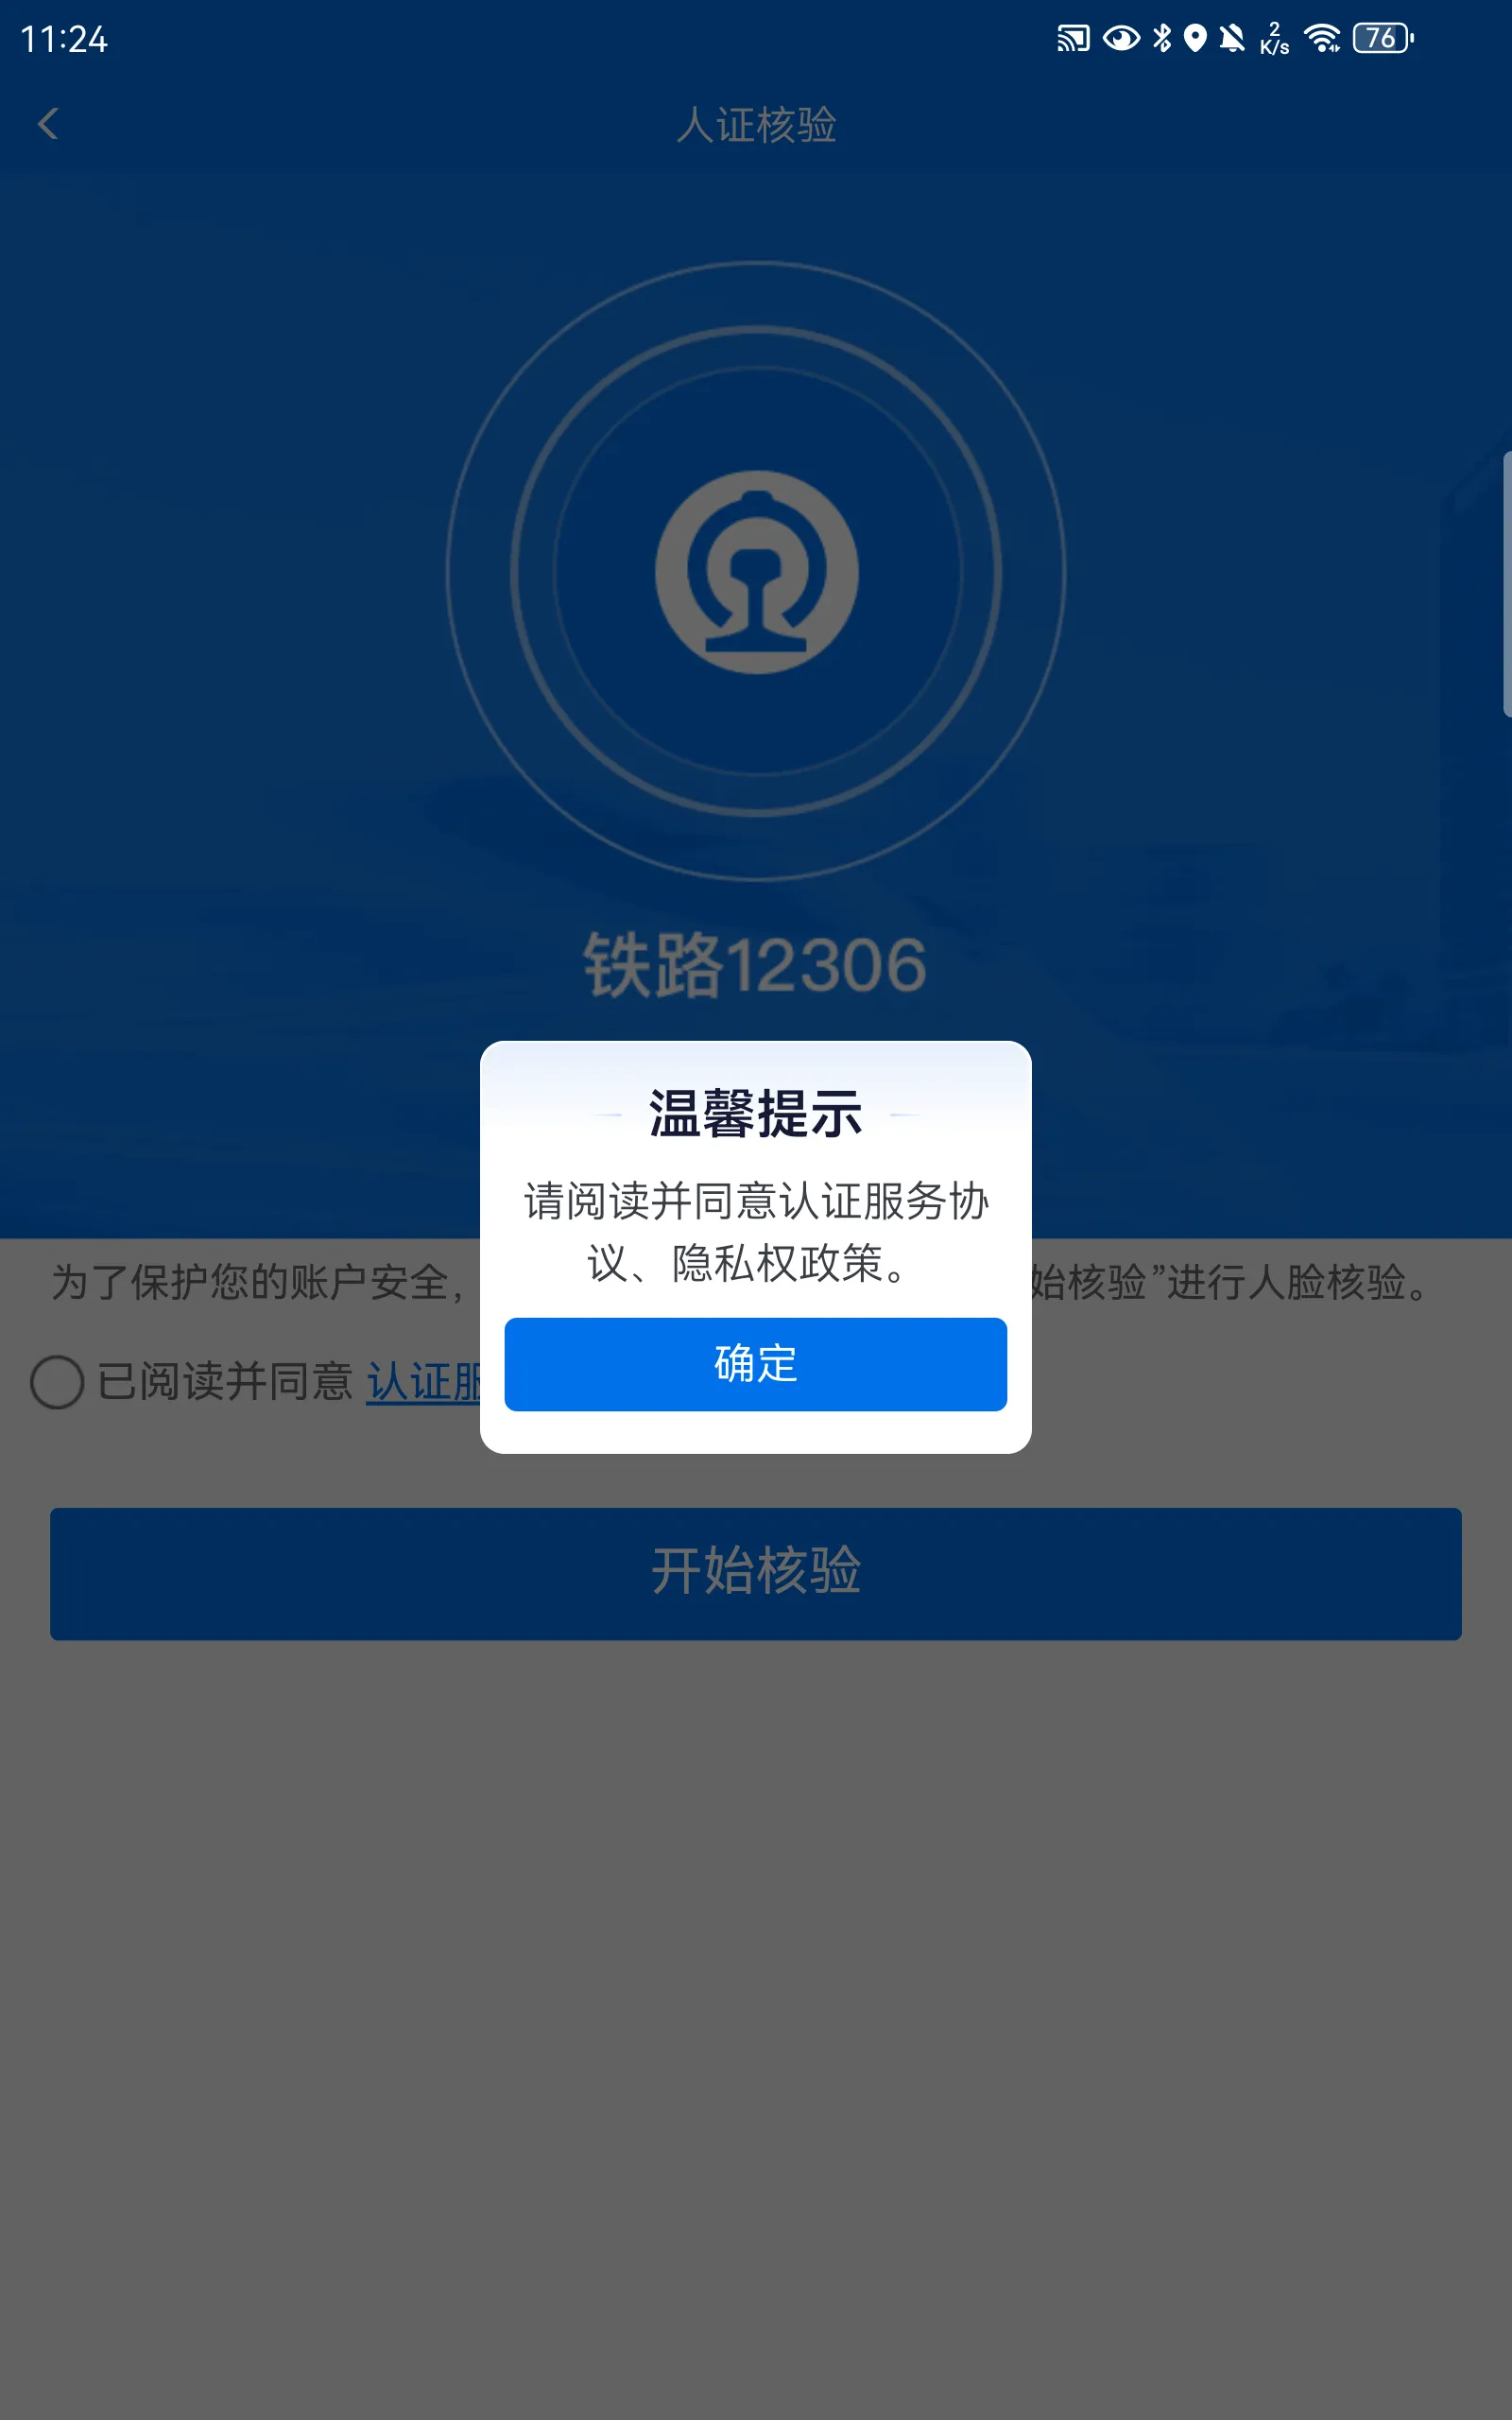 11:24
2
K/s
76
人证核验
铁路12306
温馨提示
请阅读并同意认证服务协
议、隐私权政策。
为了保护您的账户安全,
始核验”进行人脸核验。
已阅读并同意 认证服
确定
开始核验